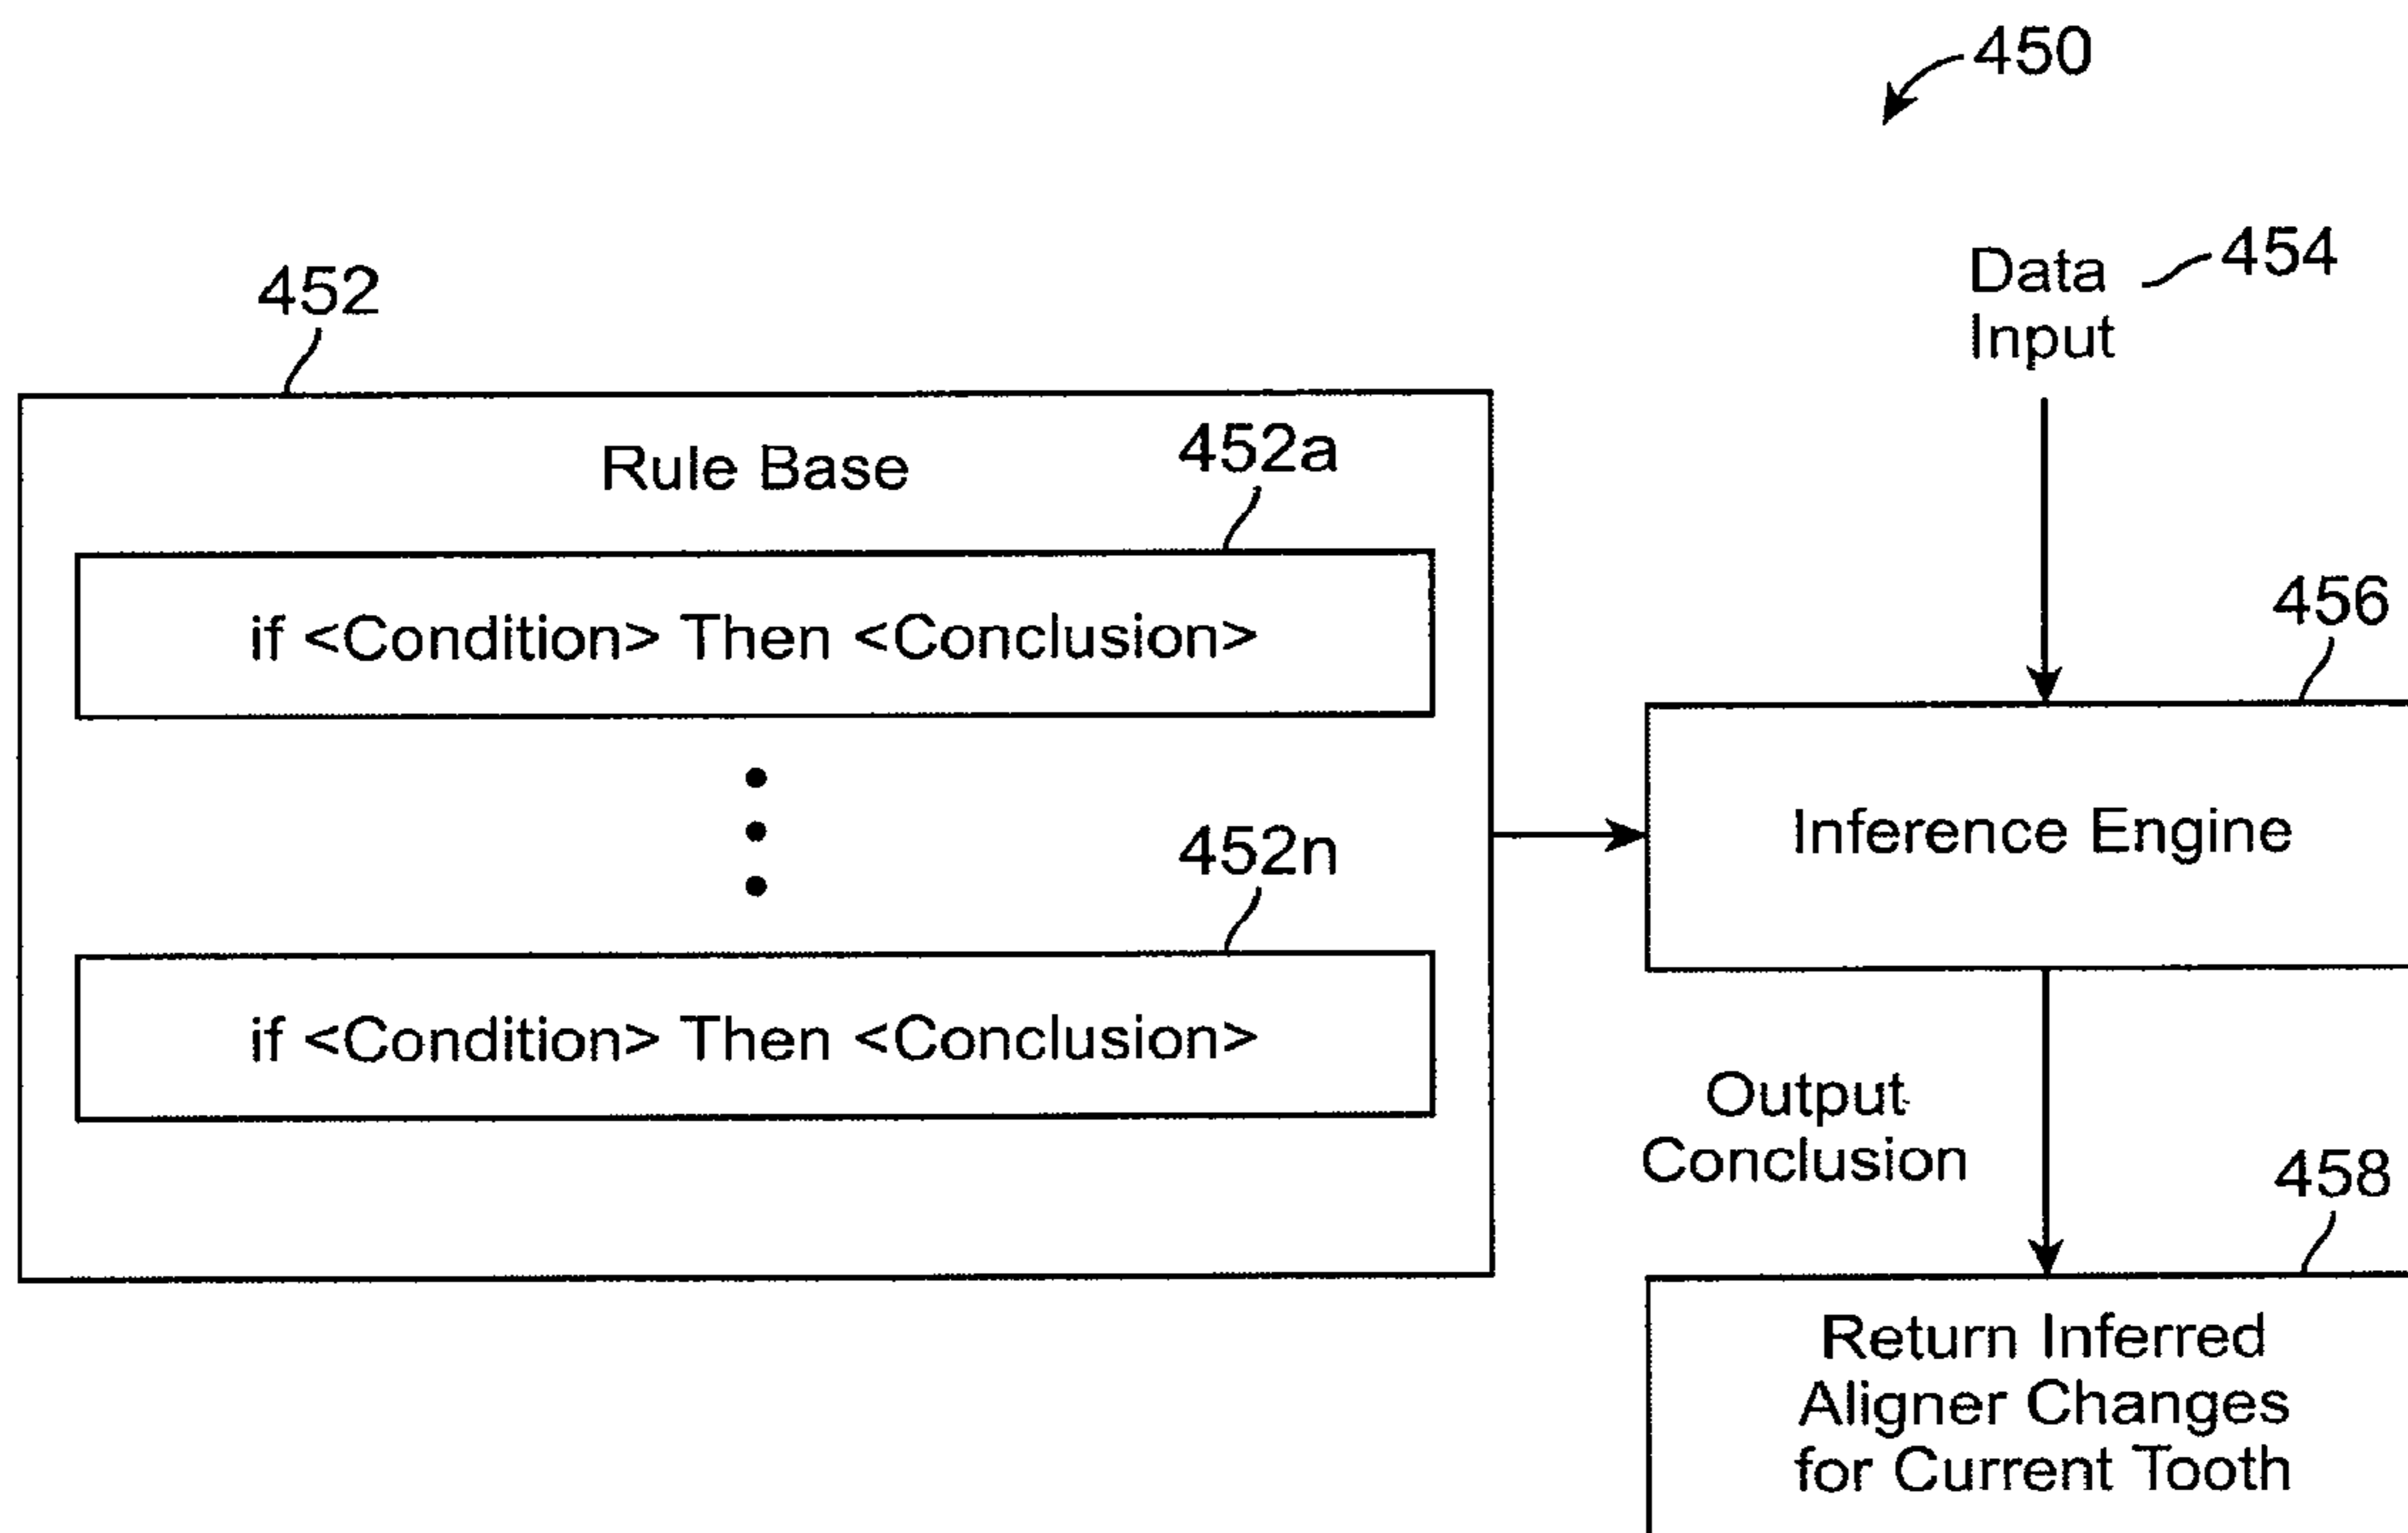 450
Data
Input
454
452
Rule Base
452a
if <Condition> Then <Conclusion>
452n
if <Condition> Then <Conclusion>
456
Inference Engine
Output
Conclusion
458
Return Inferred
Aligner Changes
for Current Tooth